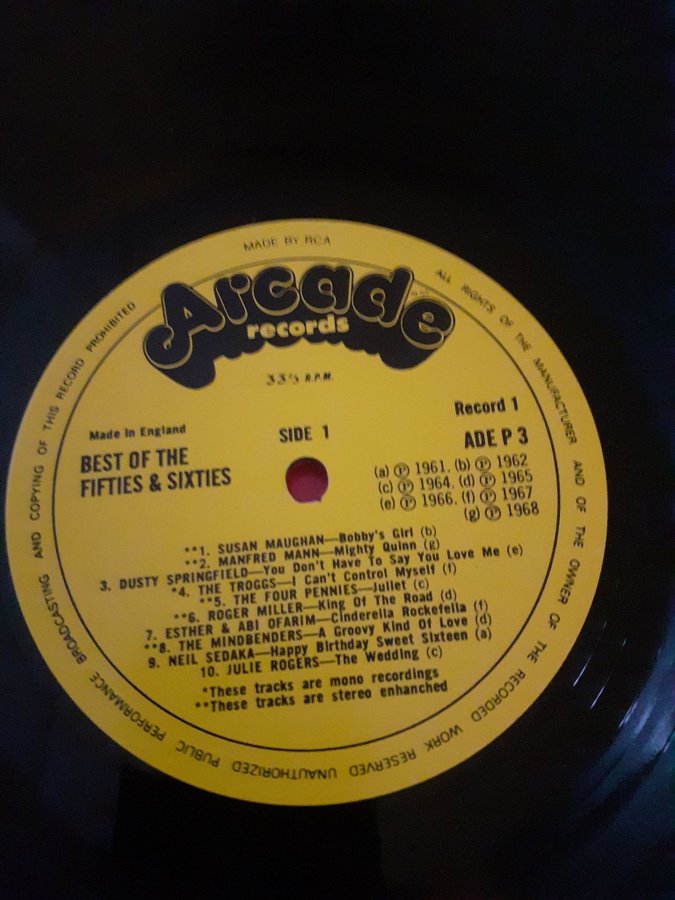 MADE BY RCA
Arcade
records
33⅓ R.P.M.
Made in England
SIDE 1
Record 1
ADE P 3
BEST OF THE
FIFTIES & SIXTIES
(a) ℗ 1961. (b) ℗ 1962
(c) ℗ 1964. (d) ℗ 1965
(e) ℗ 1966. (f) ℗ 1967
(g) ℗ 1968
**1. SUSAN MAUGHAN—Bobby's Girl (b)
**2. MANFRED MANN—Mighty Quinn (g)
3. DUSTY SPRINGFIELD—You Don't Have To Say You Love Me (e)
*4. THE TROGGS—I Can't Control Myself (f)
**5. THE FOUR PENNIES—Juliet (c)
**6. ROGER MILLER—King Of The Road (d)
7. ESTHER & ABI OFARIM—Cinderella Rockefella (f)
**8. THE MINDBENDERS—A Groovy Kind Of Love (d)
9. NEIL SEDAKA—Happy Birthday Sweet Sixteen (a)
10. JULIE ROGERS—The Wedding (c)
*These tracks are mono recordings
**These tracks are stereo enhanched
ALL RIGHTS OF THE MANUFACTURER AND OF THE OWNER OF THE RECORDED WORK RESERVED UNAUTHORIZED PUBLIC PERFORMANCE BROADCASTING AND COPYING OF THIS RECORD PROHIBITED